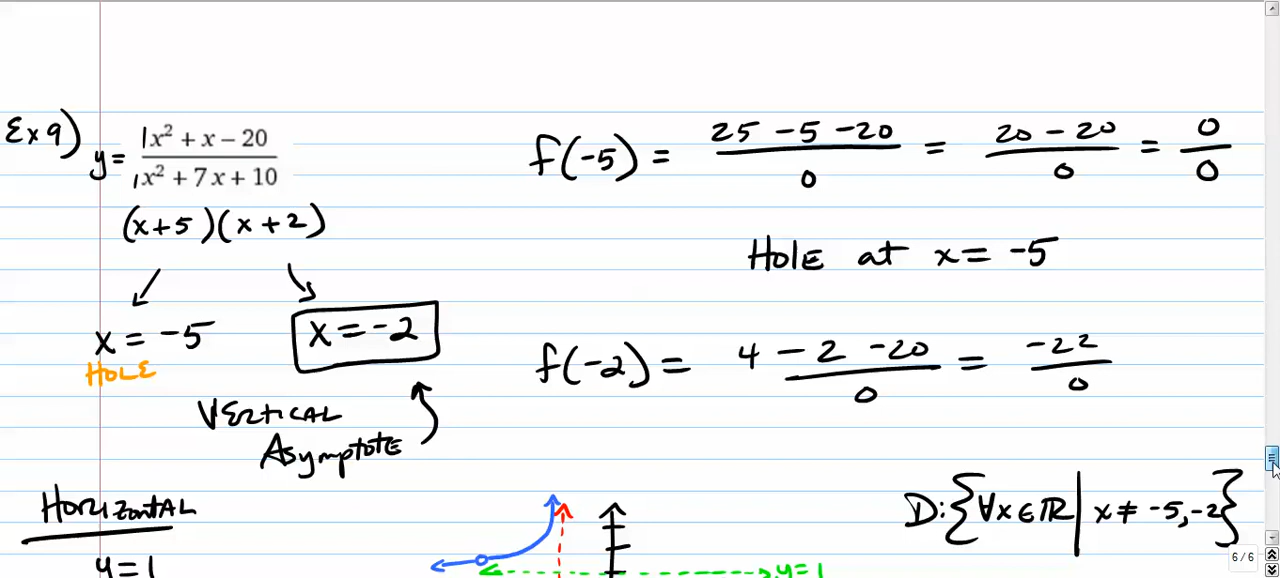 Ex 9) y = (1x² + x − 20)/(1x² + 7x + 10)
(x+5)(x+2)
x = -5
HOLE
x = -2
VERTICAL
Asymptote
HORIZONTAL
y = 1
f(-5) = (25 - 5 - 20)/0 = (20 - 20)/0 = 0/0
Hole at x = -5
f(-2) = (4 - 2 - 20)/0 = -22/0
D: {∀x ∈ ℝ | x ≠ -5, -2}
y = 1
6 / 6